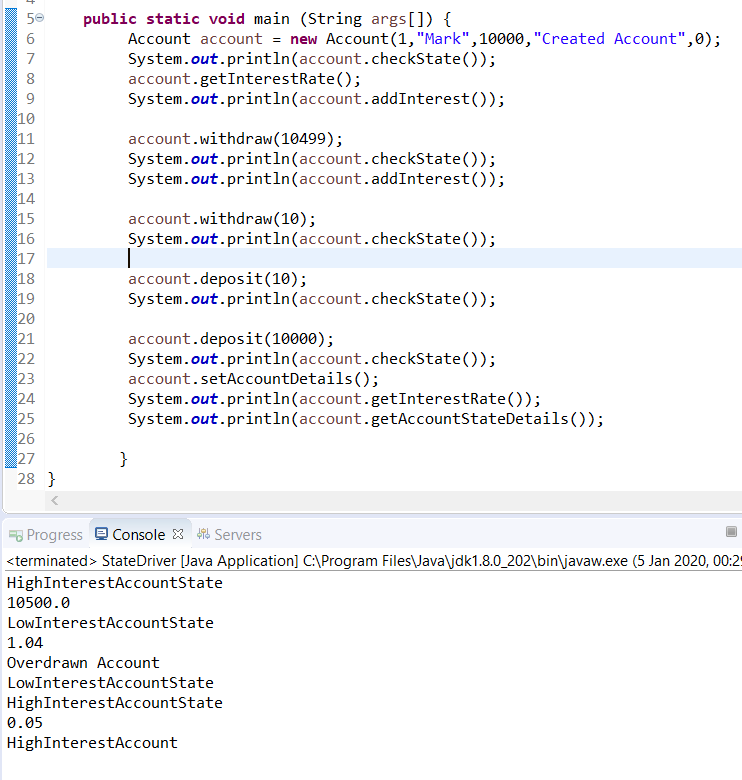 4
5 public static void main (String args[]) {
6 Account account = new Account(1,"Mark",10000,"Created Account",0);
7 System.out.println(account.checkState());
8 account.getInterestRate();
9 System.out.println(account.addInterest());
10
11 account.withdraw(10499);
12 System.out.println(account.checkState());
13 System.out.println(account.addInterest());
14
15 account.withdraw(10);
16 System.out.println(account.checkState());
17
18 account.deposit(10);
19 System.out.println(account.checkState());
20
21 account.deposit(10000);
22 System.out.println(account.checkState());
23 account.setAccountDetails();
24 System.out.println(account.getInterestRate());
25 System.out.println(account.getAccountStateDetails());
26
27 }
28 }
Progress Console Servers
<terminated> StateDriver [Java Application] C:\Program Files\Java\jdk1.8.0_202\bin\javaw.exe (5 Jan 2020, 00:29
HighInterestAccountState
10500.0
LowInterestAccountState
1.04
Overdrawn Account
LowInterestAccountState
HighInterestAccountState
0.05
HighInterestAccount